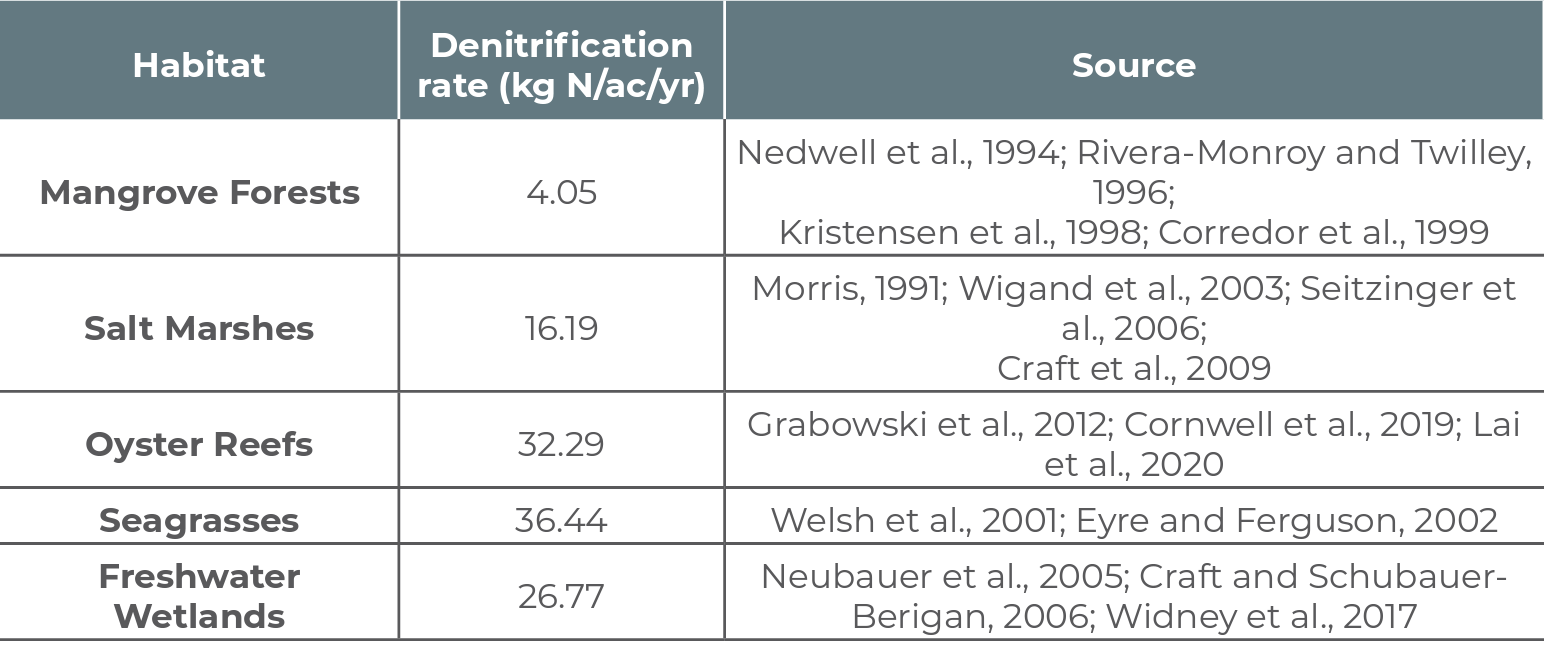 Habitat
Denitrification
rate (kg N/ac/yr)
Source
Mangrove Forests
4.05
Nedwell et al., 1994; Rivera-Monroy and Twilley,
1996;
Kristensen et al., 1998; Corredor et al., 1999
Salt Marshes
16.19
Morris, 1991; Wigand et al., 2003; Seitzinger et
al., 2006;
Craft et al., 2009
Oyster Reefs
32.29
Grabowski et al., 2012; Cornwell et al., 2019; Lai
et al., 2020
Seagrasses
36.44
Welsh et al., 2001; Eyre and Ferguson, 2002
Freshwater
Wetlands
26.77
Neubauer et al., 2005; Craft and Schubauer-
Berigan, 2006; Widney et al., 2017